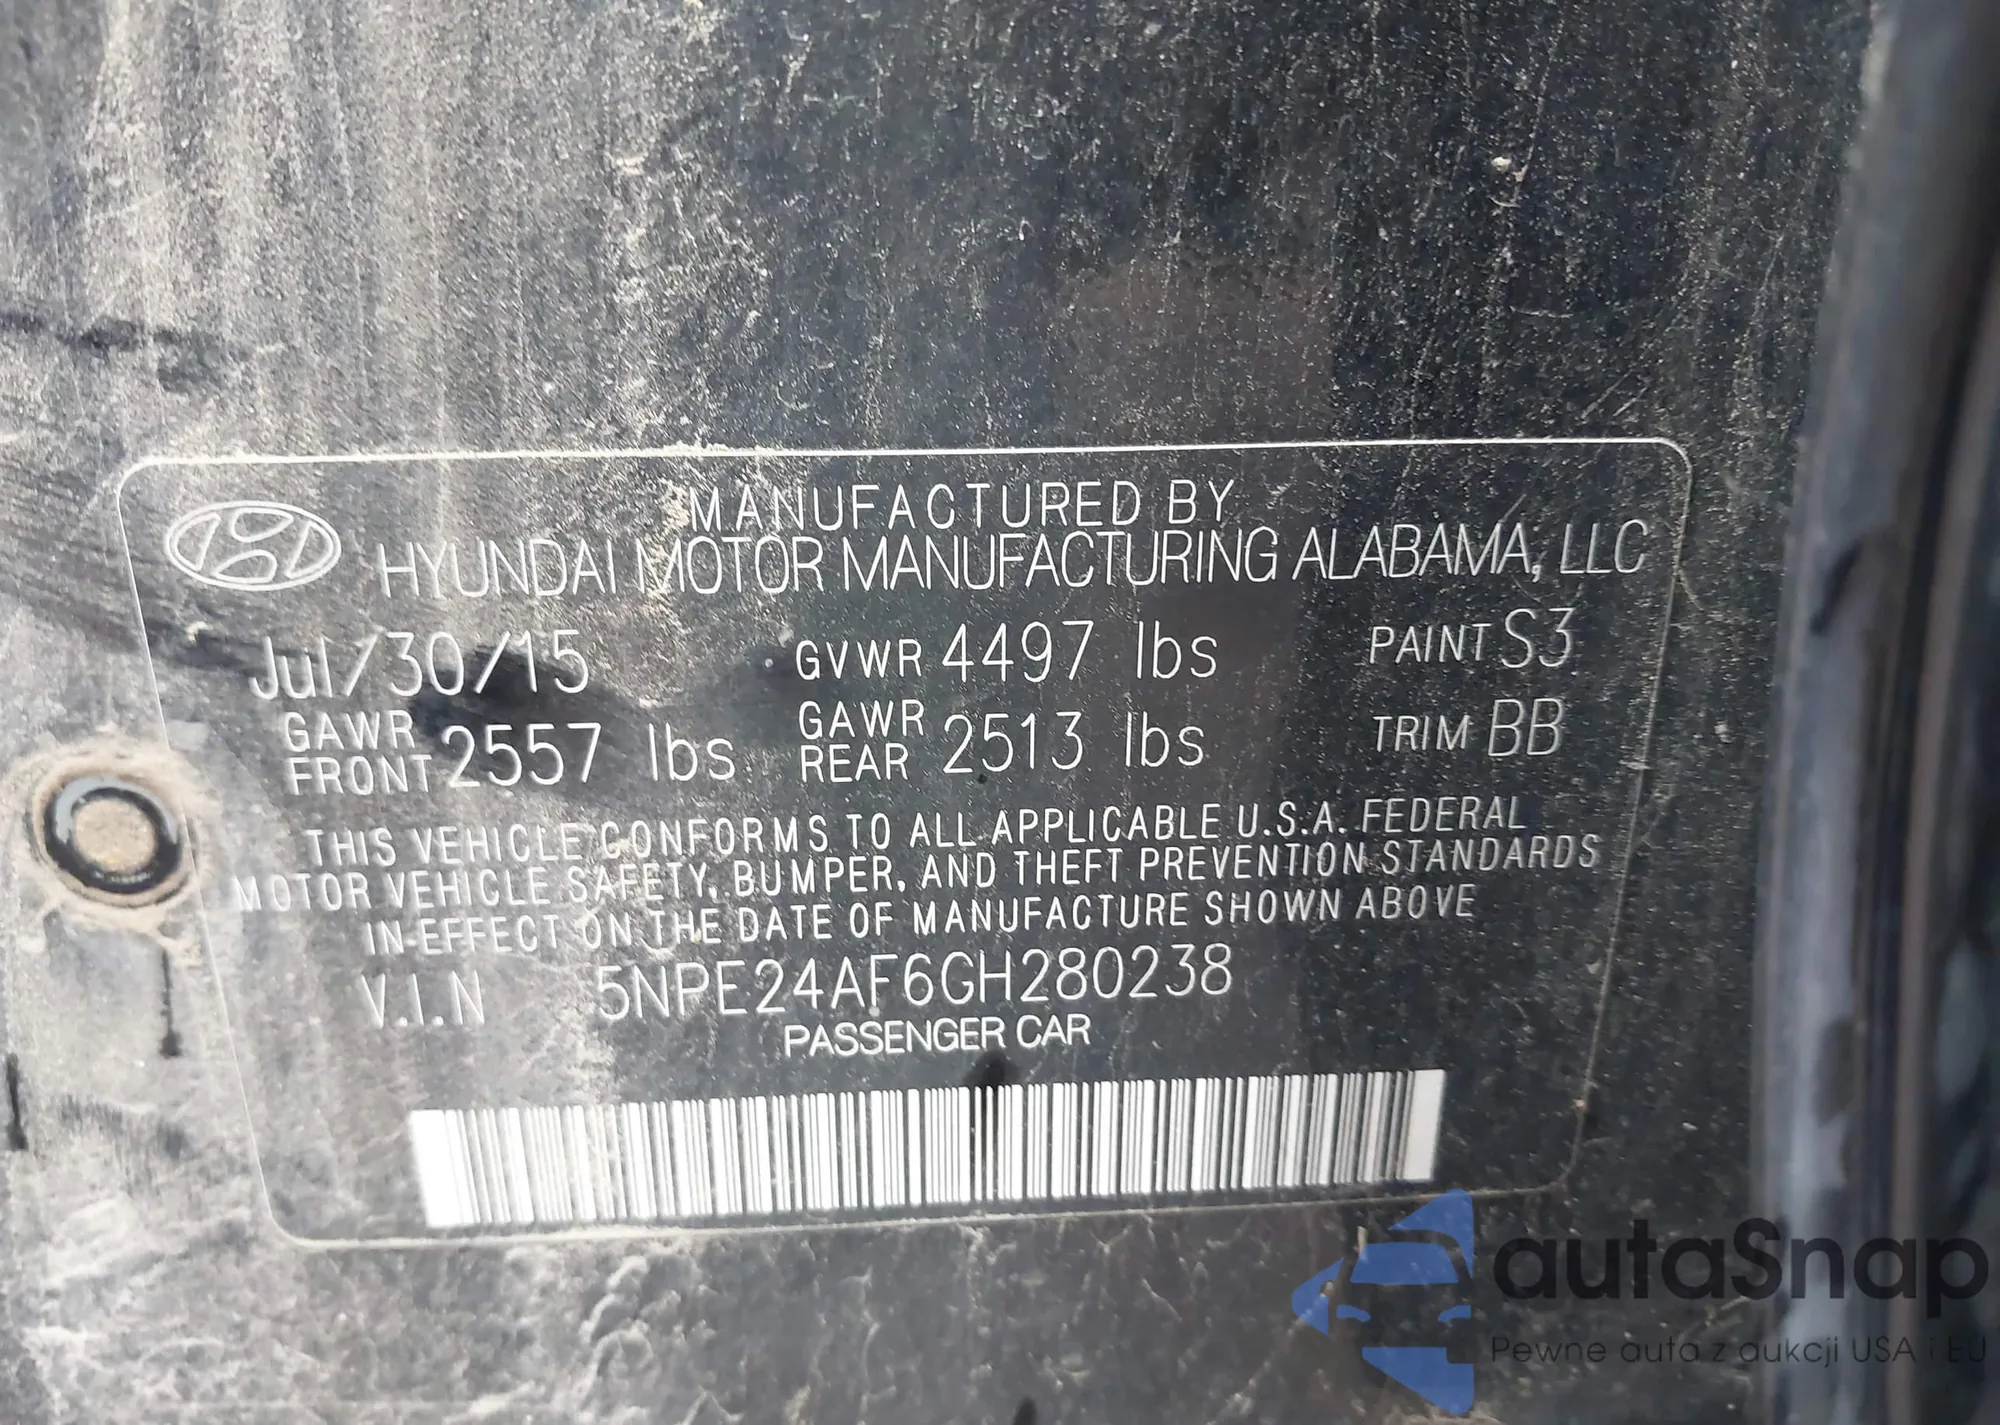 MANUFACTURED BY
HYUNDAI MOTOR MANUFACTURING ALABAMA, LLC
Jul/30/15 GVWR 4497 lbs PAINT S3
GAWR FRONT 2557 lbs GAWR REAR 2513 lbs TRIM BB
THIS VEHICLE CONFORMS TO ALL APPLICABLE U.S.A. FEDERAL
MOTOR VEHICLE SAFETY, BUMPER, AND THEFT PREVENTION STANDARDS
IN EFFECT ON THE DATE OF MANUFACTURE SHOWN ABOVE
V.I.N 5NPE24AF6GH280238
PASSENGER CAR
autaSnap
Pewne auta z aukcji USA i EU